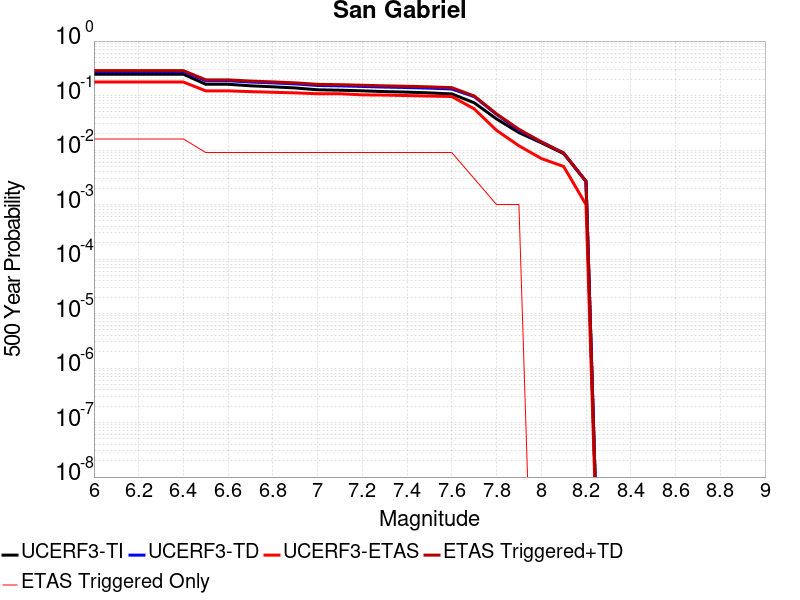 San Gabriel
10^0
10^-1
10^-2
10^-3
10^-4
10^-5
10^-6
10^-7
10^-8
500 Year Probability
6 6.2 6.4 6.6 6.8 7 7.2 7.4 7.6 7.8 8 8.2 8.4 8.6 8.8 9
Magnitude
UCERF3-TI UCERF3-TD UCERF3-ETAS ETAS Triggered+TD
ETAS Triggered Only